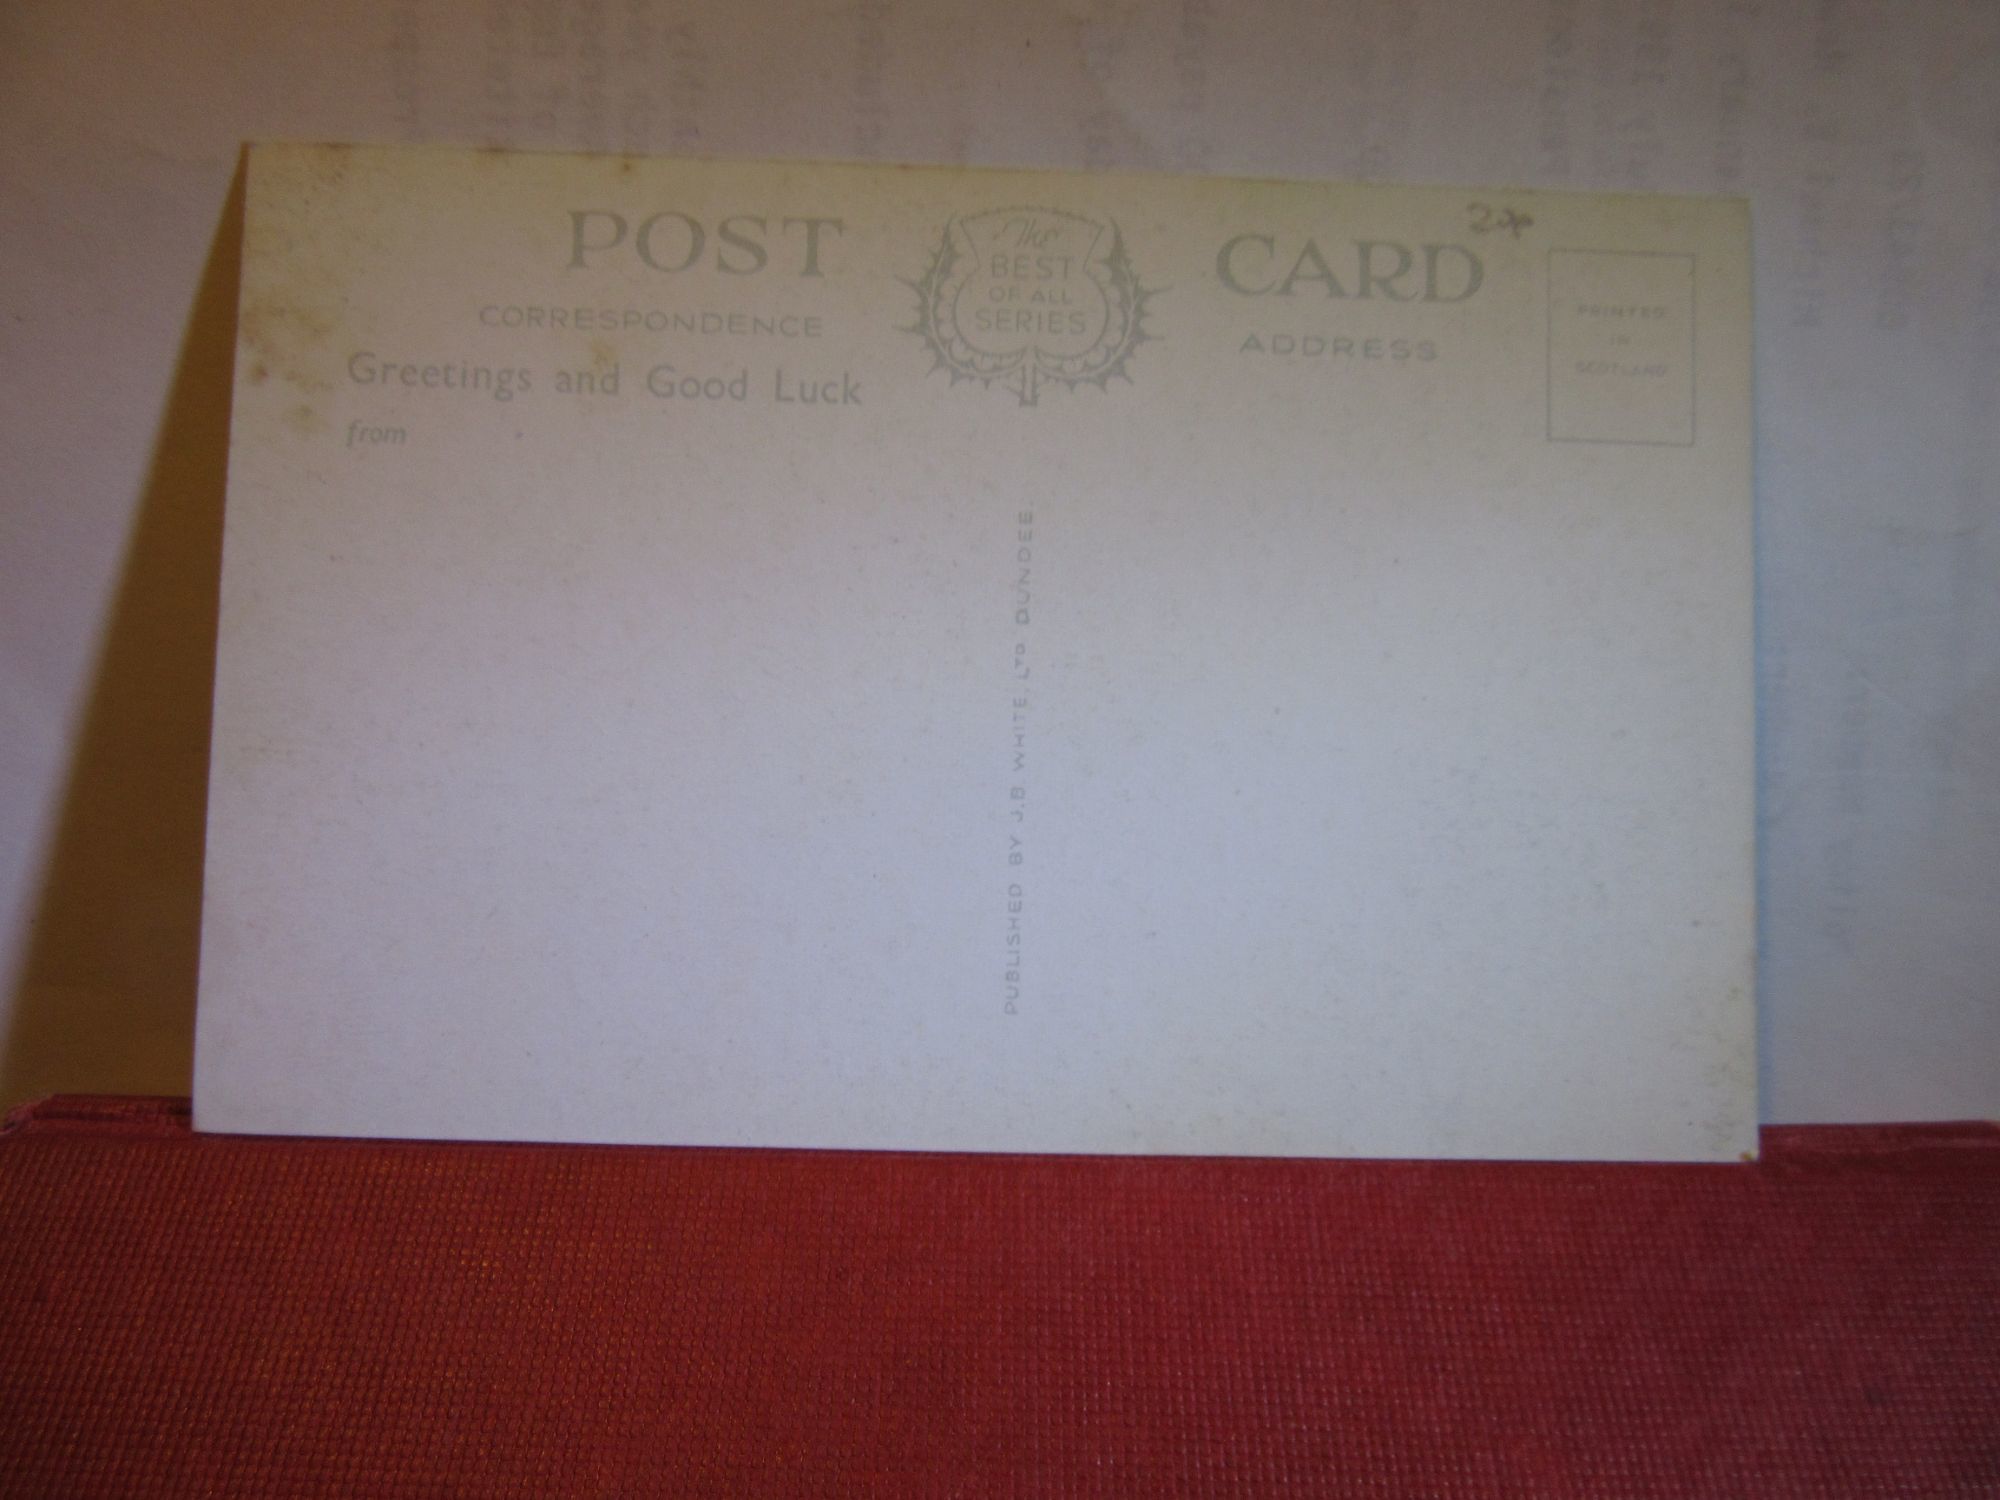 POST CARD
The
BEST
OF ALL
SERIES
CORRESPONDENCE
Greetings and Good Luck
from
ADDRESS
PRINTED
IN
SCOTLAND
PUBLISHED BY J.B WHITE, LTD DUNDEE.